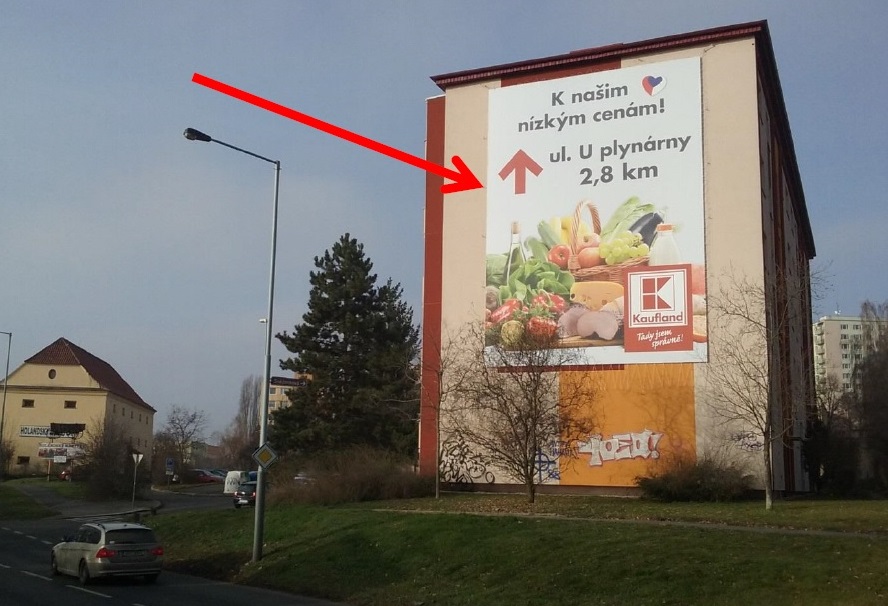 K našim
nízkým cenám!
ul. U plynárny
2,8 km
Kaufland
Tady jsem
správně!